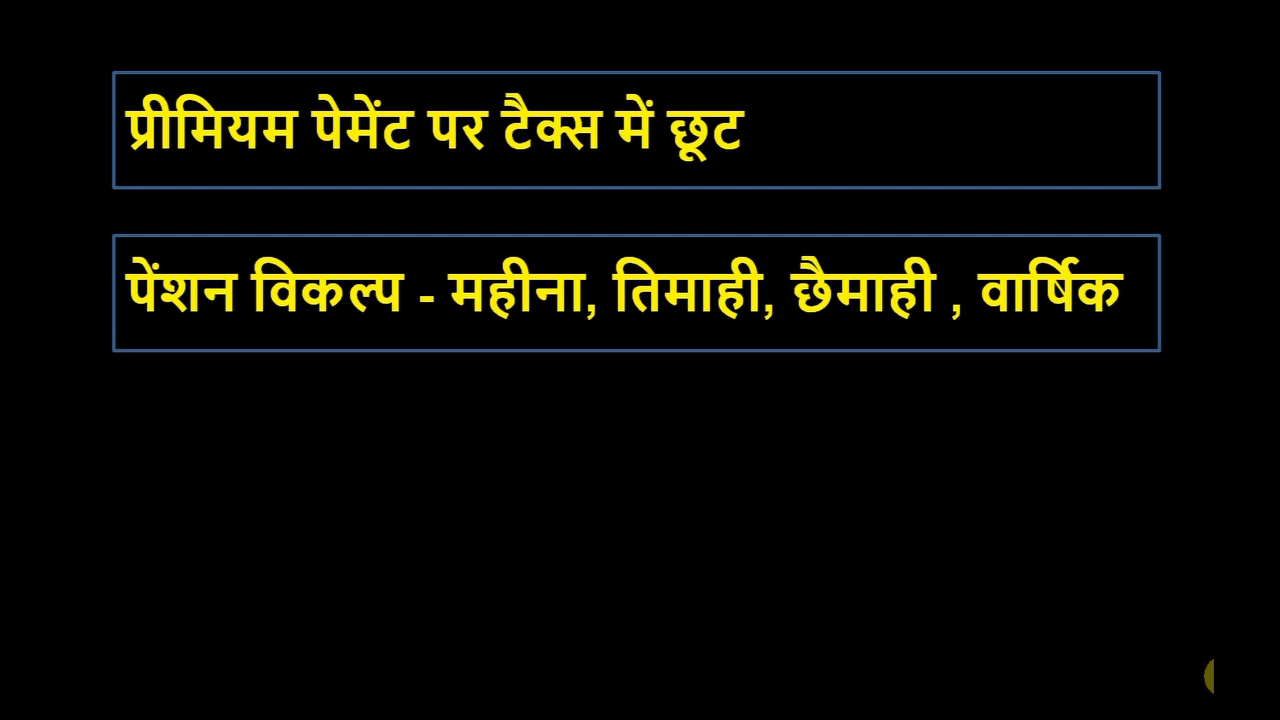 प्रीमियम पेमेंट पर टैक्स में छूट
पेंशन विकल्प - महीना, तिमाही, छैमाही , वार्षिक